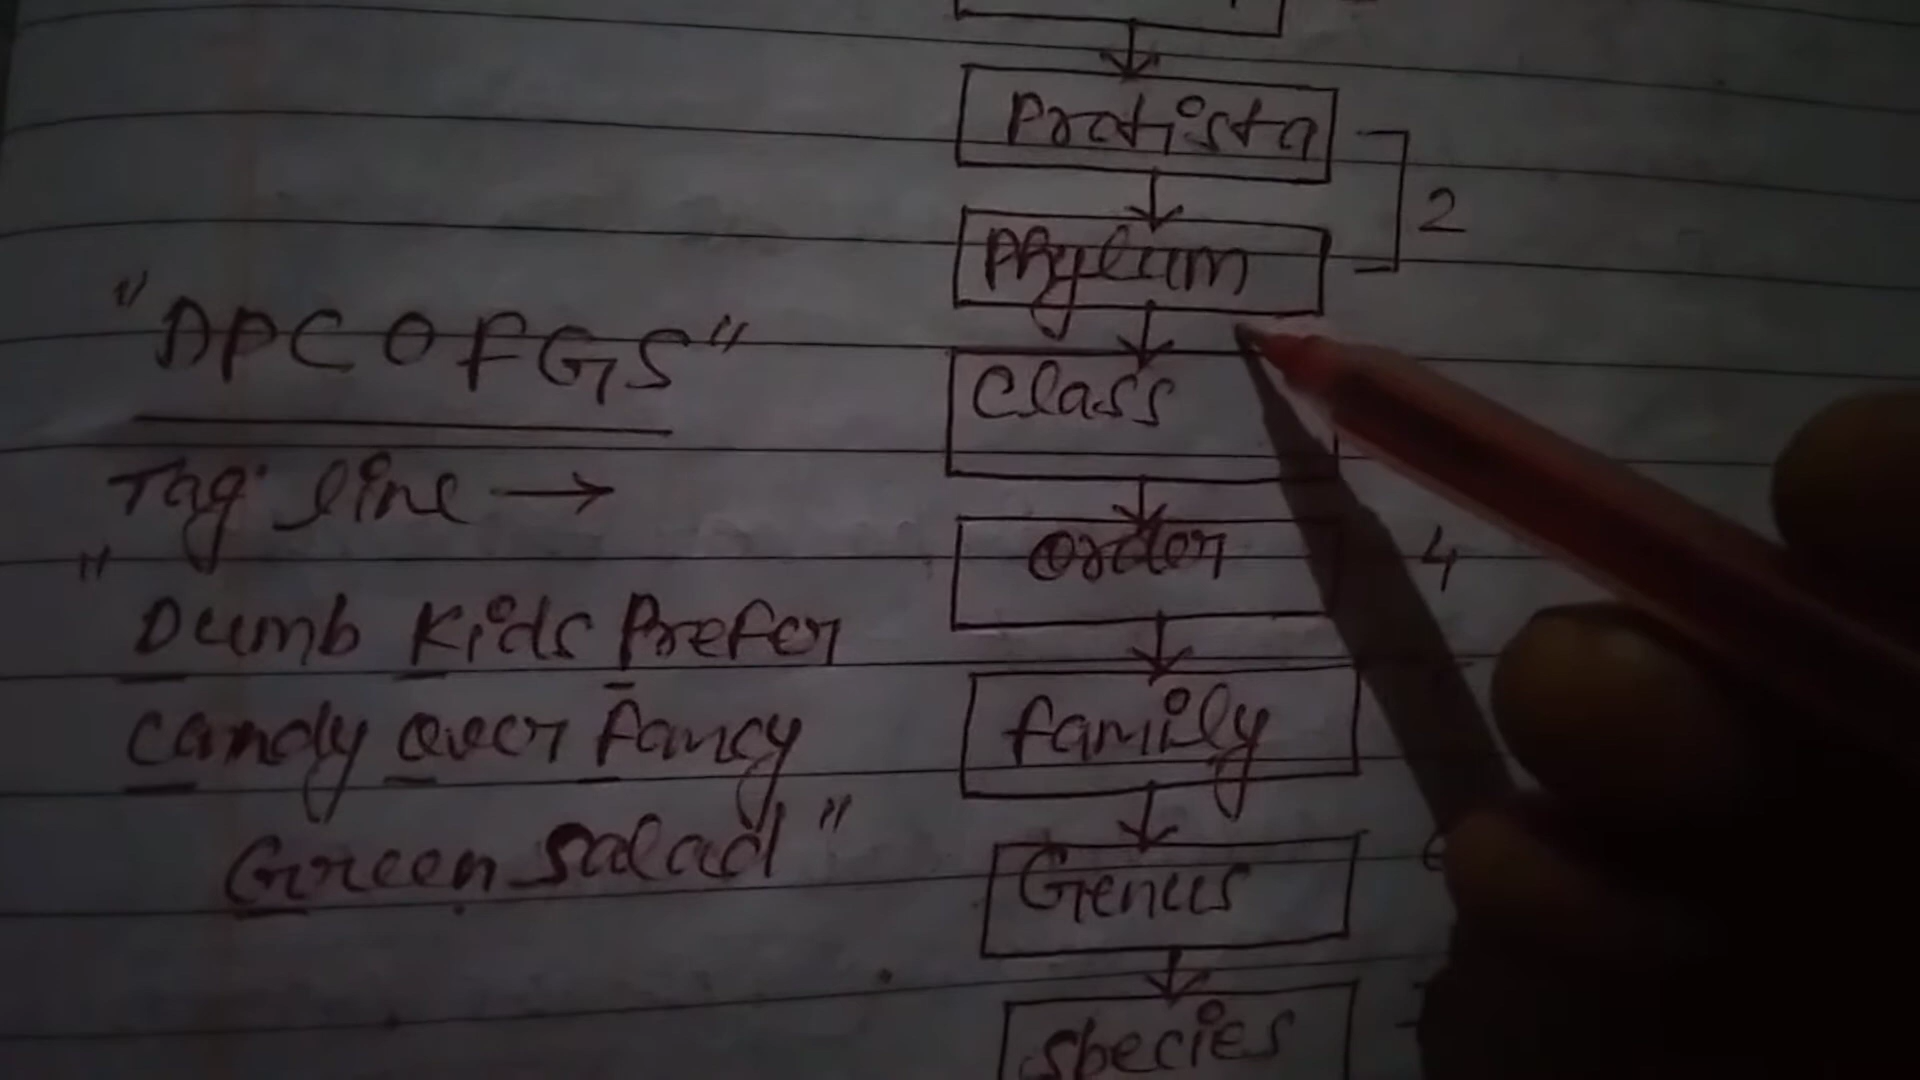 Protista
2
Phylum
"DPCOFGS"
Class
Tag line →
order
4
"Dumb Kids Prefer
family
candy over fancy
Green Salad"
Genus
species